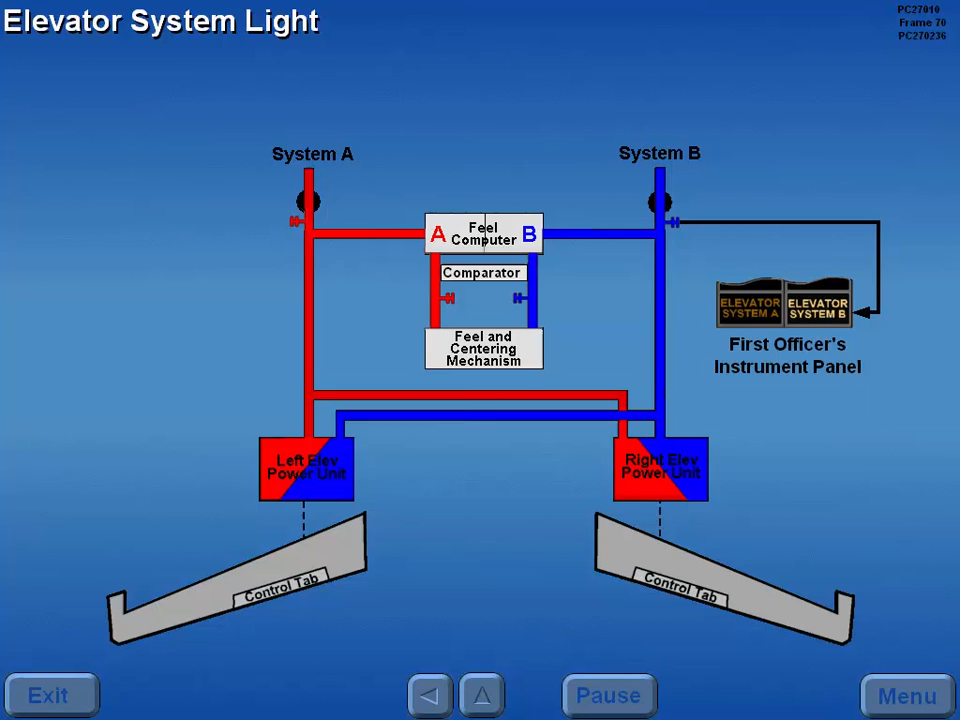 Elevator System Light
PC27010
Frame 70
PC270236
System A
System B
A
Feel
Computer
B
Comparator
Feel and
Centering
Mechanism
ELEVATOR
SYSTEM A
ELEVATOR
SYSTEM B
First Officer's
Instrument Panel
Left Elev
Power Unit
Right Elev
Power Unit
Control Tab
Control Tab
Exit
Pause
Menu